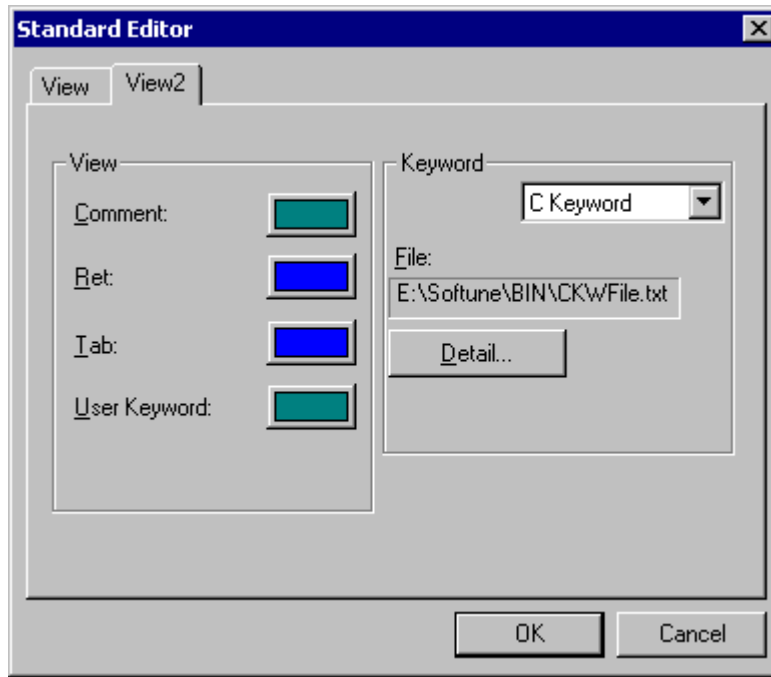 Standard Editor
View View2
View
Comment:
Ret:
Tab:
User Keyword:
Keyword
C Keyword
File:
E:\Softune\BIN\CKWFile.txt
Detail...
OK Cancel